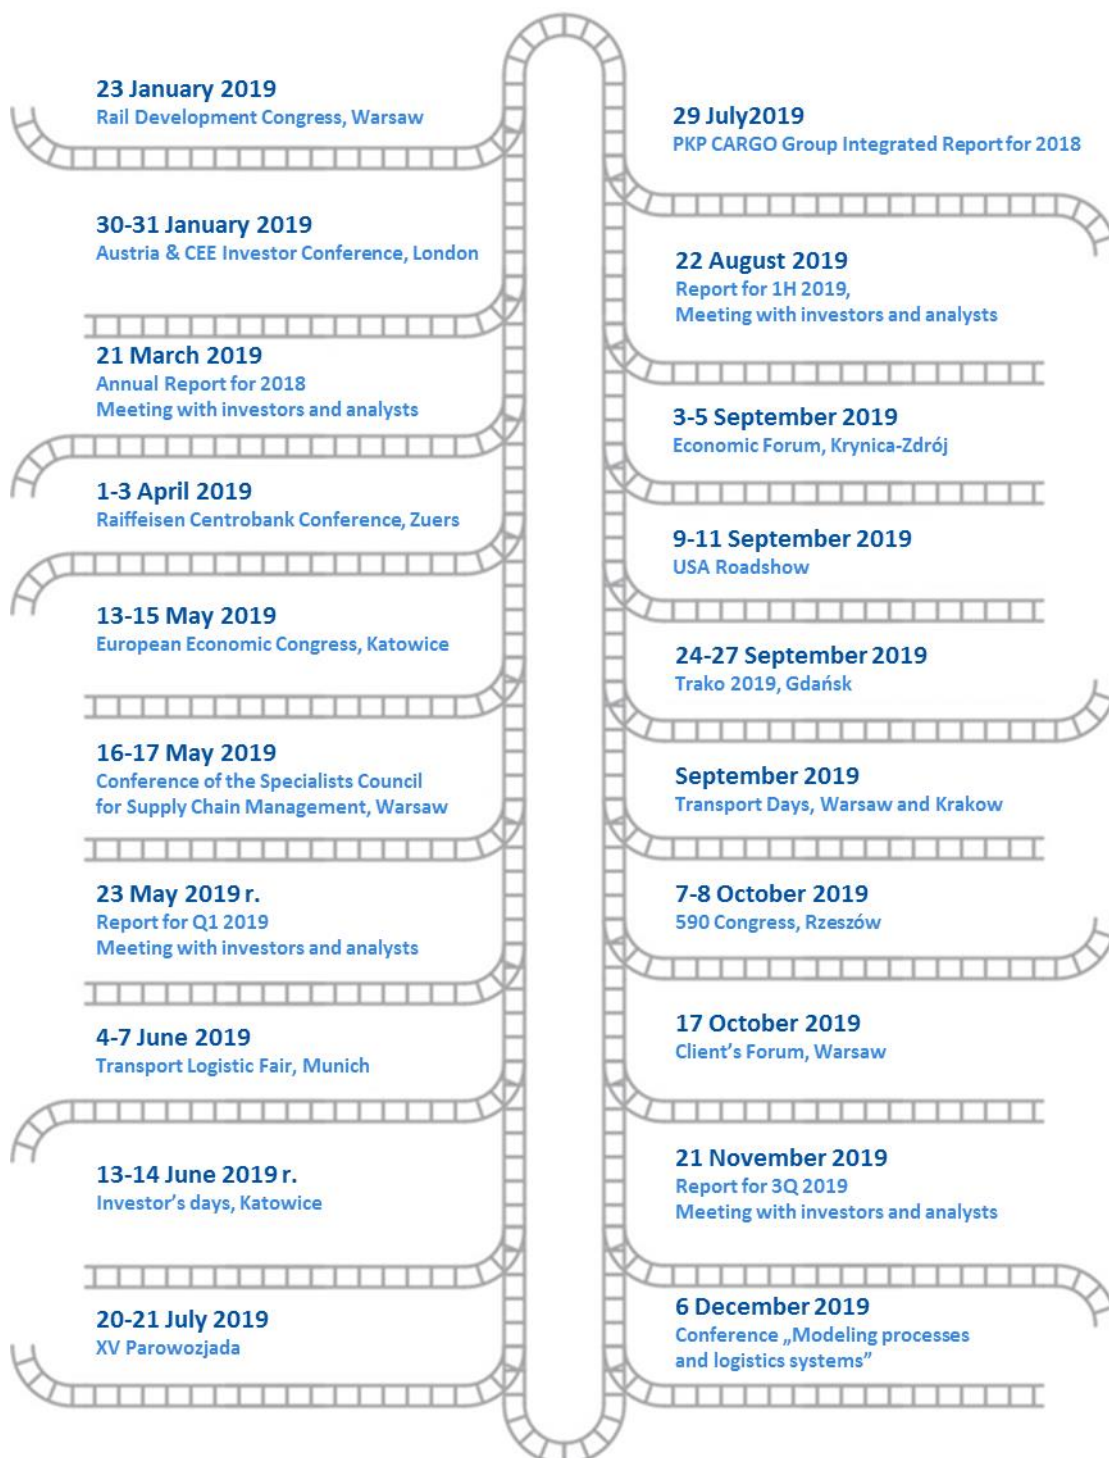 23 January 2019
Rail Development Congress, Warsaw
30-31 January 2019
Austria & CEE Investor Conference, London
21 March 2019
Annual Report for 2018
Meeting with investors and analysts
1-3 April 2019
Raiffeisen Centrobank Conference, Zuers
13-15 May 2019
European Economic Congress, Katowice
16-17 May 2019
Conference of the Specialists Council
for Supply Chain Management, Warsaw
23 May 2019 r.
Report for Q1 2019
Meeting with investors and analysts
4-7 June 2019
Transport Logistic Fair, Munich
13-14 June 2019 r.
Investor's days, Katowice
20-21 July 2019
XV Parowozjada
29 July2019
PKP CARGO Group Integrated Report for 2018
22 August 2019
Report for 1H 2019,
Meeting with investors and analysts
3-5 September 2019
Economic Forum, Krynica-Zdrój
9-11 September 2019
USA Roadshow
24-27 September 2019
Trako 2019, Gdańsk
September 2019
Transport Days, Warsaw and Krakow
7-8 October 2019
590 Congress, Rzeszów
17 October 2019
Client's Forum, Warsaw
21 November 2019
Report for 3Q 2019
Meeting with investors and analysts
6 December 2019
Conference „Modeling processes
and logistics systems”